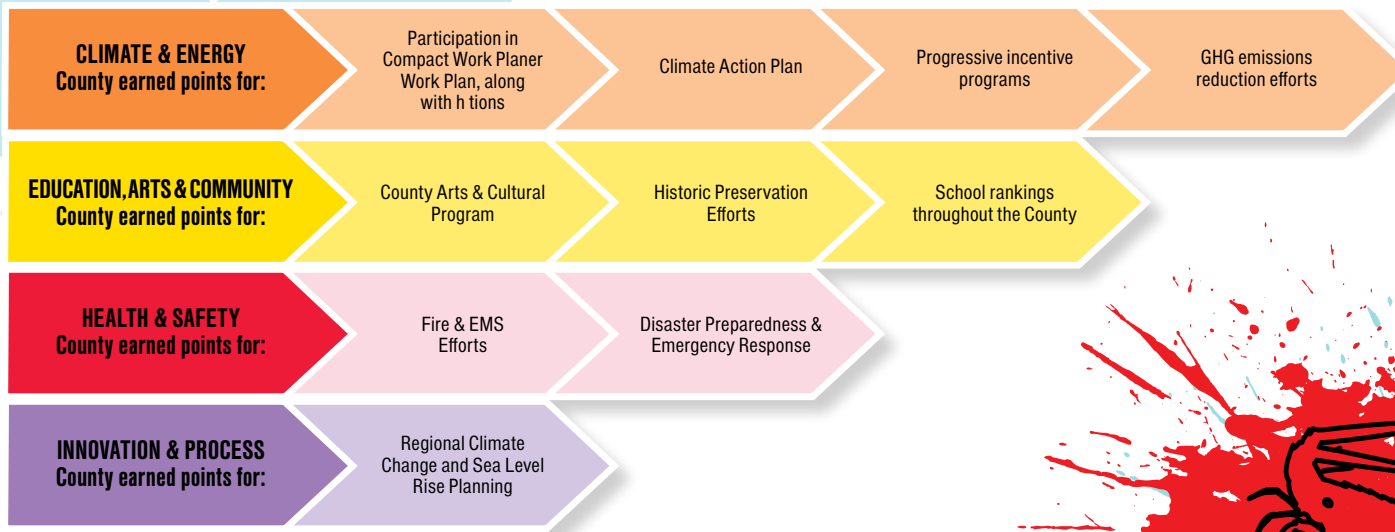 CLIMATE & ENERGY
County earned points for:
Participation in
Compact Work Planer
Work Plan, along
with h tions
Climate Action Plan
Progressive incentive
programs
GHG emissions
reduction efforts
EDUCATION, ARTS & COMMUNITY
County earned points for:
County Arts & Cultural
Program
Historic Preservation
Efforts
School rankings
throughout the County
HEALTH & SAFETY
County earned points for:
Fire & EMS
Efforts
Disaster Preparedness &
Emergency Response
INNOVATION & PROCESS
County earned points for:
Regional Climate
Change and Sea Level
Rise Planning